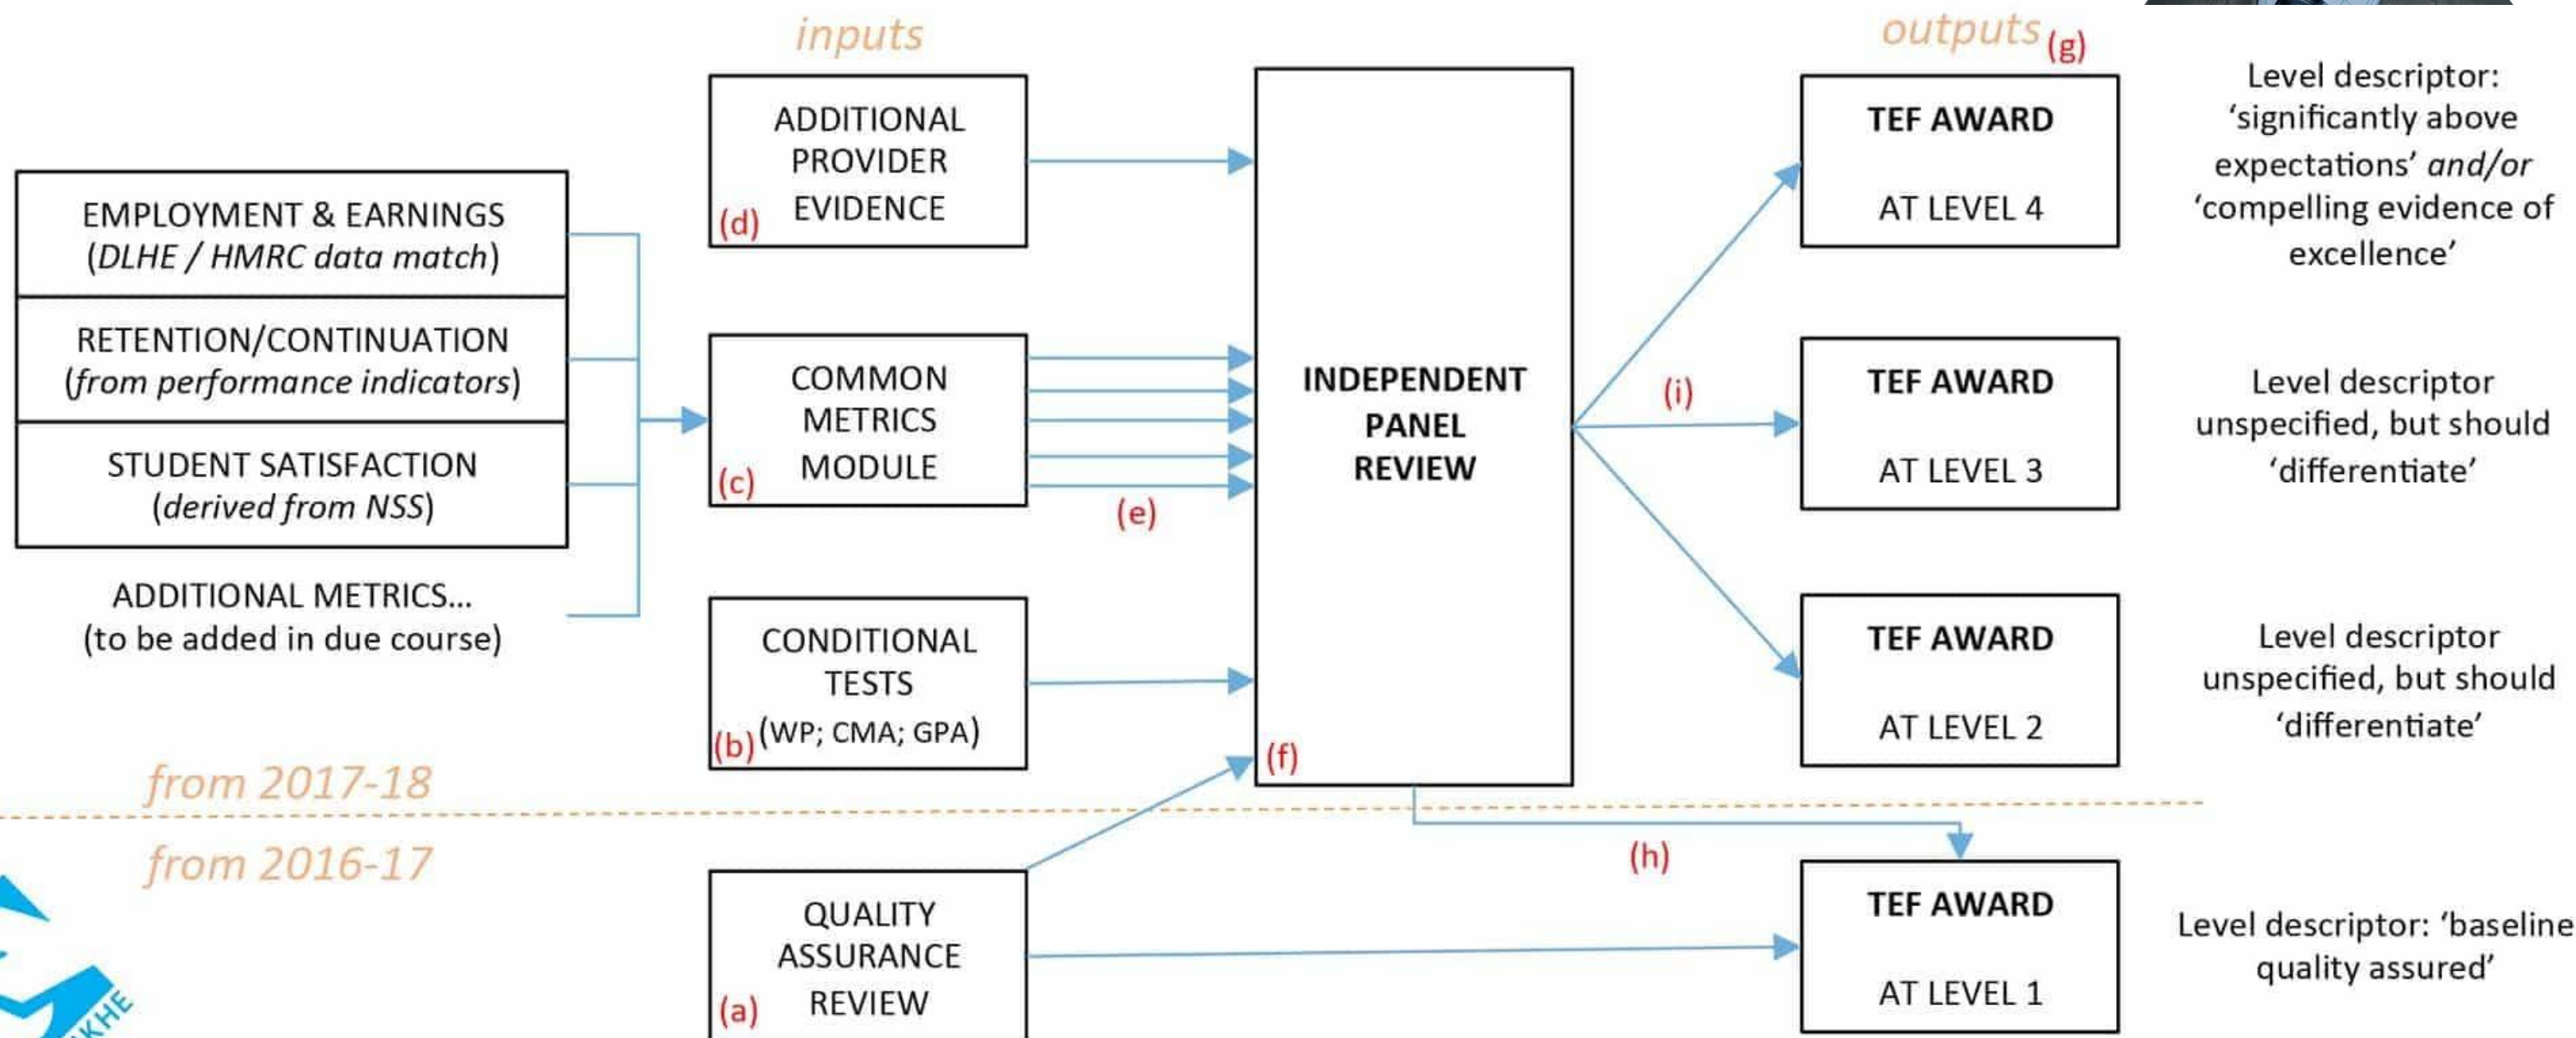 inputs
outputs (g)
EMPLOYMENT & EARNINGS
(DLHE / HMRC data match)
RETENTION/CONTINUATION
(from performance indicators)
STUDENT SATISFACTION
(derived from NSS)
ADDITIONAL METRICS...
(to be added in due course)
from 2017-18
from 2016-17
ADDITIONAL
PROVIDER
(d) EVIDENCE
COMMON
METRICS
(c) MODULE
(e)
CONDITIONAL
TESTS
(b) (WP; CMA; GPA)
QUALITY
ASSURANCE
(a) REVIEW
INDEPENDENT
PANEL
REVIEW
(f)
(i)
(h)
TEF AWARD
AT LEVEL 4
Level descriptor:
‘significantly above
expectations’ and/or
‘compelling evidence of
excellence’
TEF AWARD
AT LEVEL 3
Level descriptor
unspecified, but should
‘differentiate’
TEF AWARD
AT LEVEL 2
Level descriptor
unspecified, but should
‘differentiate’
TEF AWARD
AT LEVEL 1
Level descriptor: ‘baseline
quality assured’